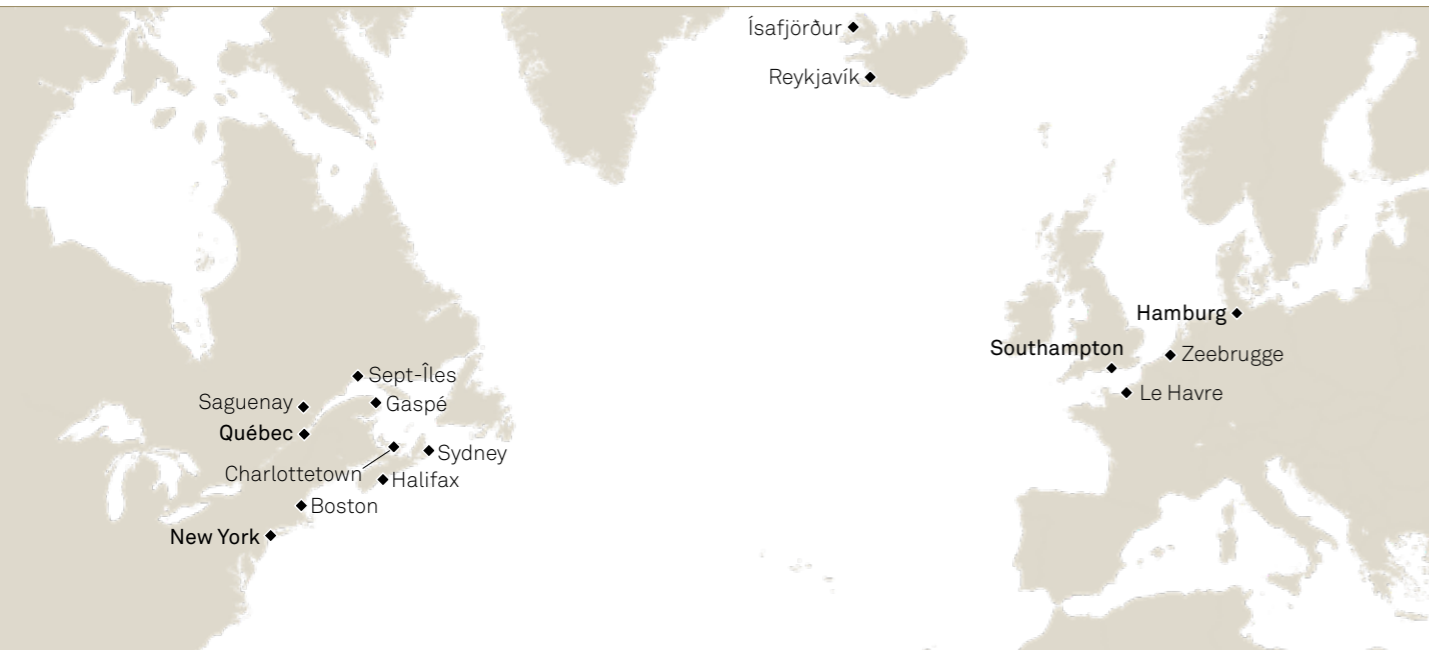 Ísafjörður
Reykjavík
Hamburg
Southampton
Zeebrugge
Le Havre
Sept-Îles
Saguenay
Gaspé
Québec
Sydney
Charlottetown
Halifax
Boston
New York